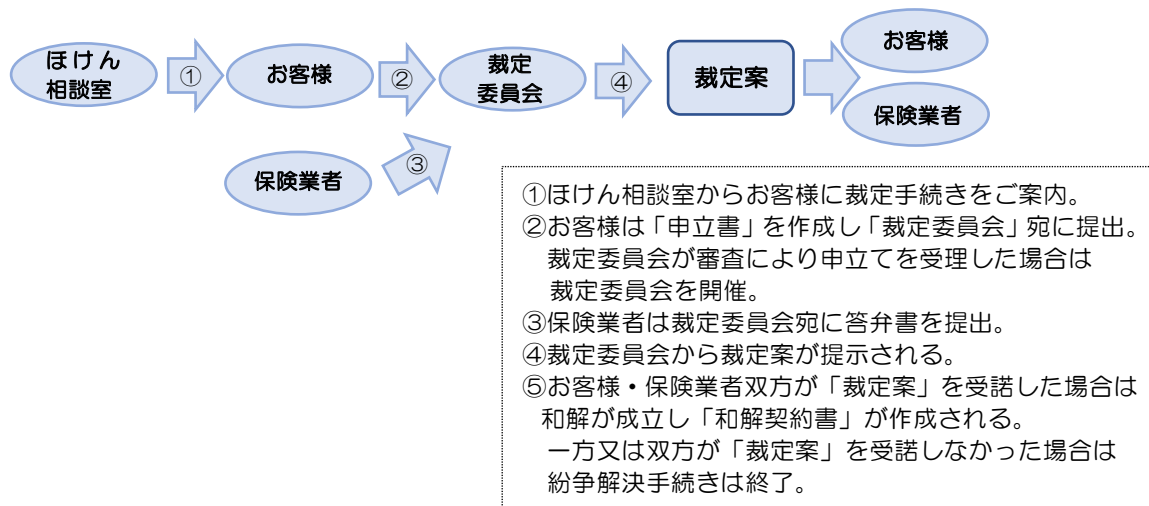 ほけん
相談室
①
お客様
②
裁定
委員会
④
裁定案
お客様
保険業者
保険業者
③
①ほけん相談室からお客様に裁定手続きをご案内。
②お客様は「申立書」を作成し「裁定委員会」宛に提出。
裁定委員会が審査により申立てを受理した場合は
裁定委員会を開催。
③保険業者は裁定委員会宛に答弁書を提出。
④裁定委員会から裁定案が提示される。
⑤お客様・保険業者双方が「裁定案」を受諾した場合は
和解が成立し「和解契約書」が作成される。
一方又は双方が「裁定案」を受諾しなかった場合は
紛争解決手続きは終了。